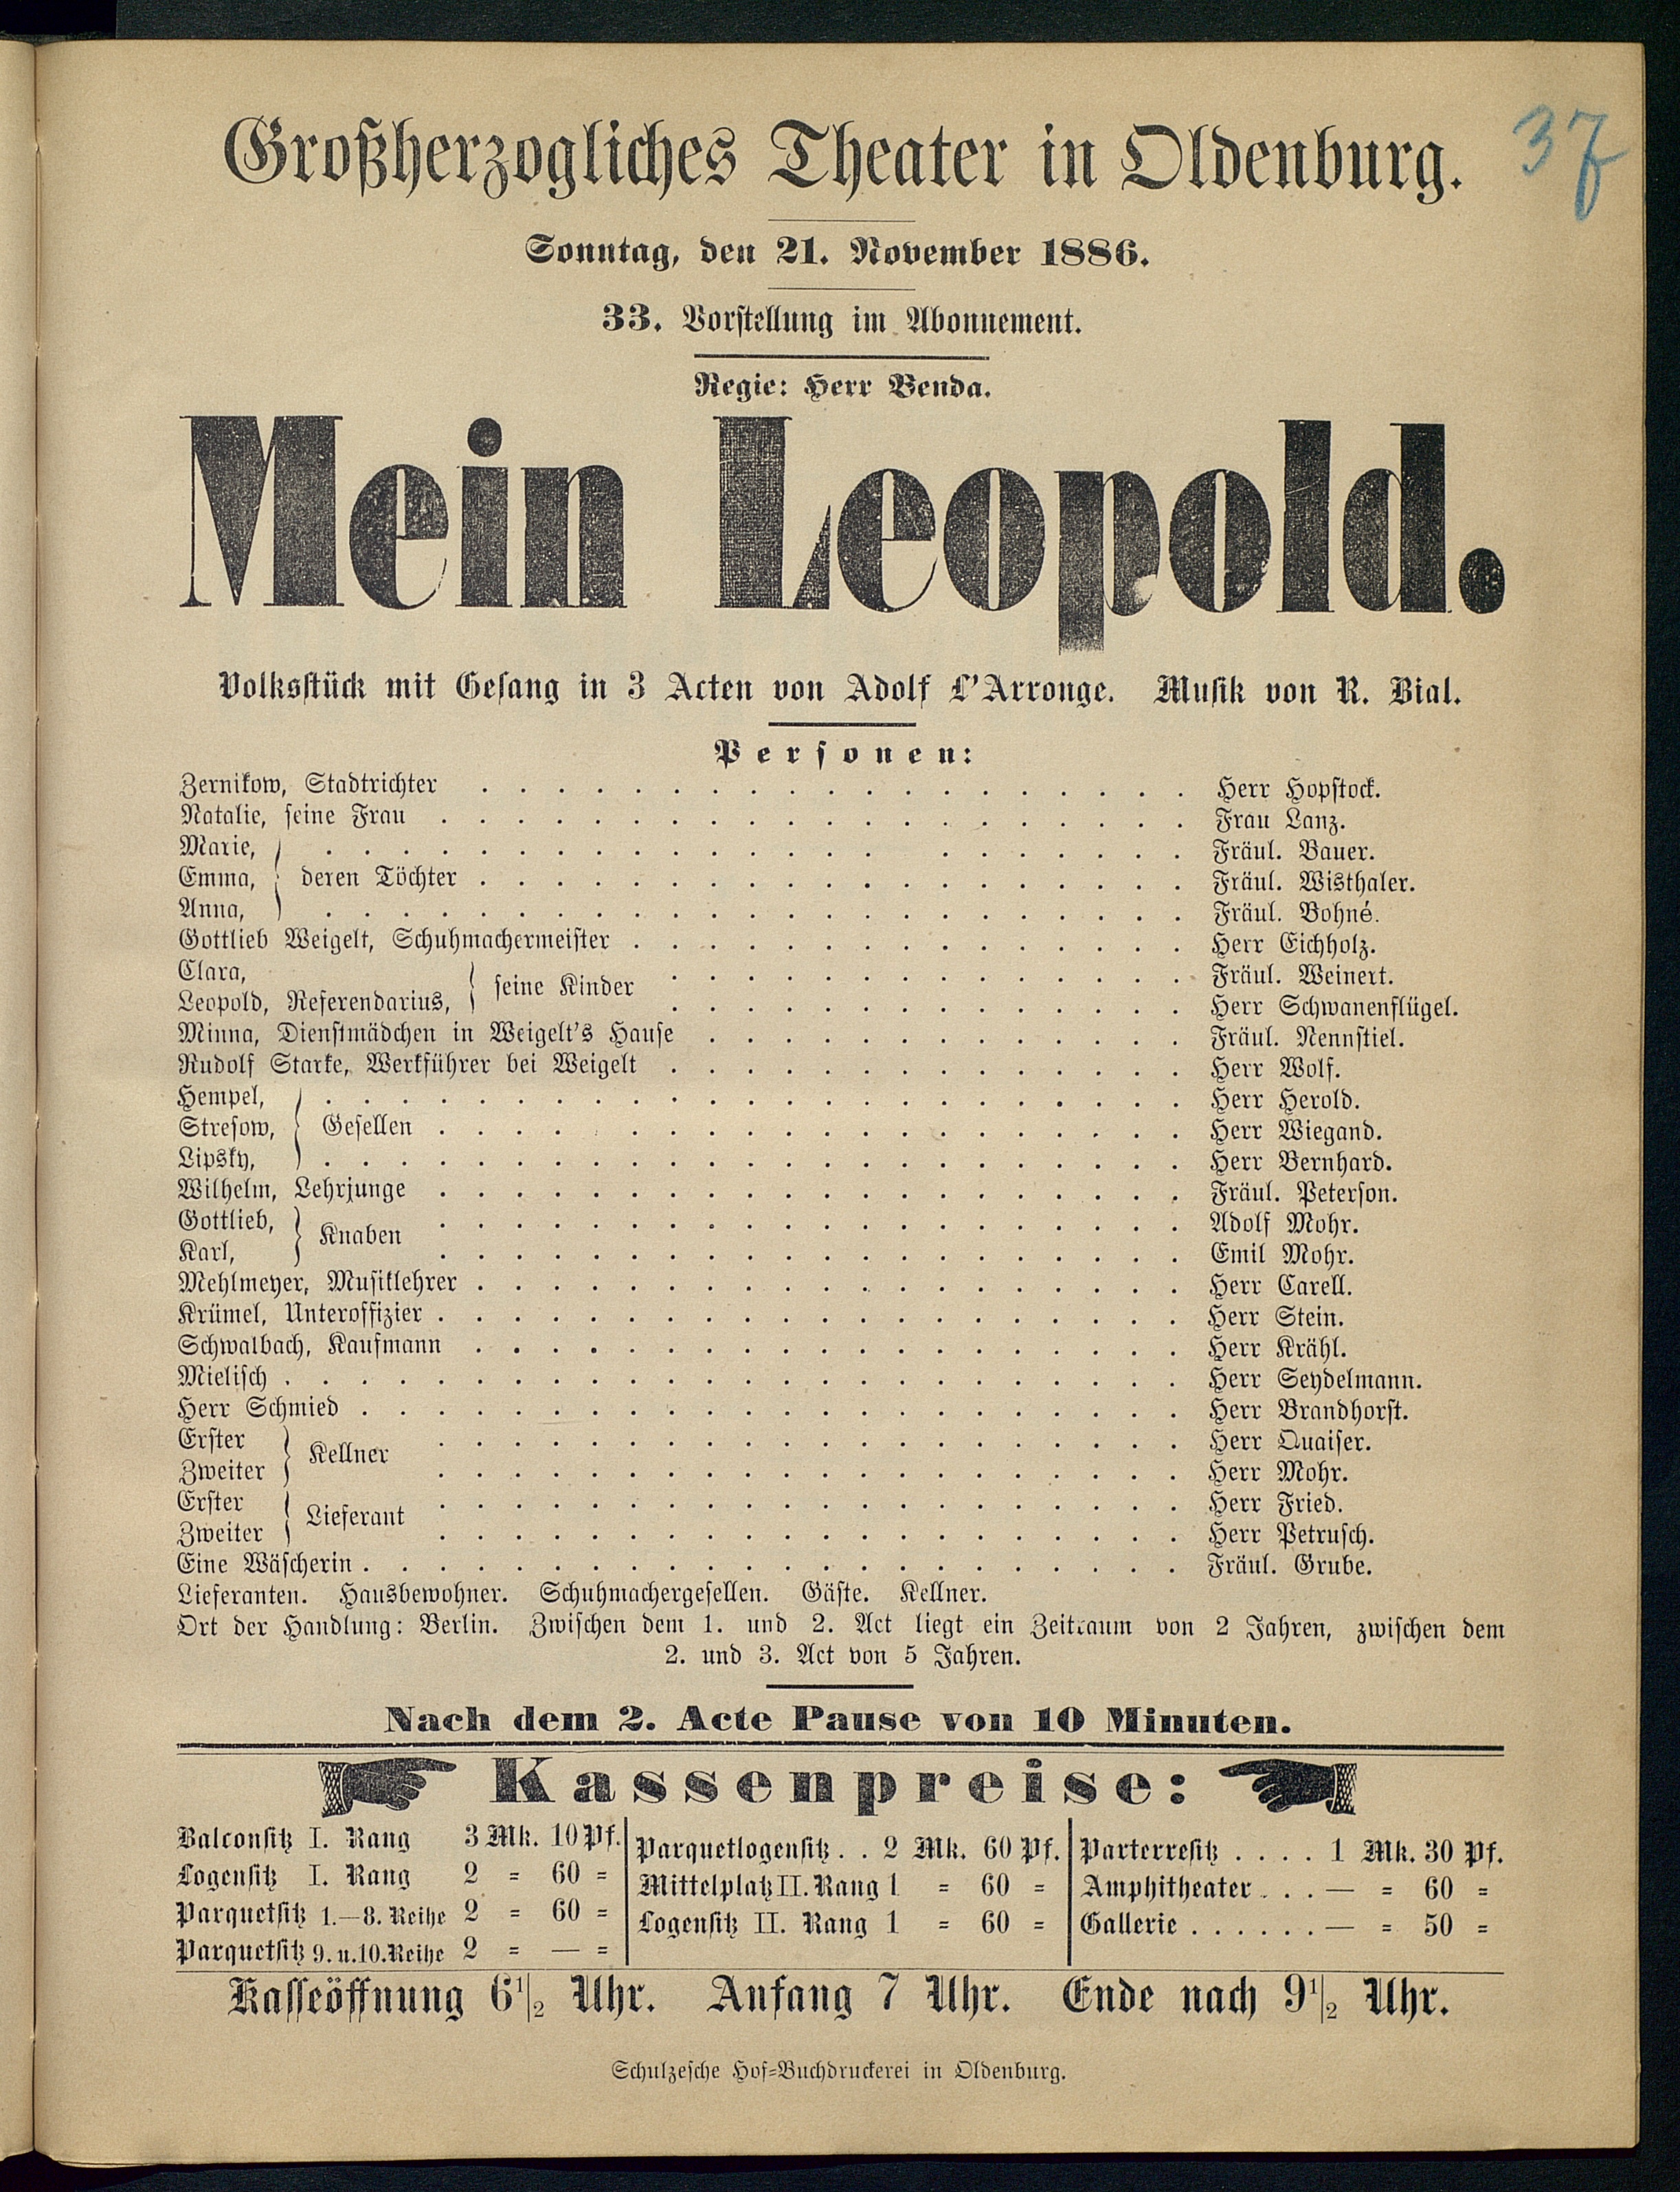 37
Großherzogliches Theater in Oldenburg.
Sonntag, den 21. November 1886.
33. Vorstellung im Abonnement.
Regie: Herr Benda.
Mein Leopold.
Volksstück mit Gesang in 3 Acten von Adolf L'Arronge. Musik von R. Bial.
Personen:
Zernikow, Stadtrichter . . . . . . . . . . . . . . . . . . . Herr Hopstock.
Natalie, seine Frau . . . . . . . . . . . . . . . . . . . . Frau Lanz.
Marie, . . . . . . . . . . . . . . . . . . . . . . Fräul. Bauer.
Emma, } deren Töchter . . . . . . . . . . . . . . . . . . . Fräul. Wisthaler.
Anna, . . . . . . . . . . . . . . . . . . . . . . . Fräul. Bohné.
Gottlieb Weigelt, Schuhmachermeister . . . . . . . . . . . . . . . Herr Eichholz.
Clara, . . . . . . . . . . . . . . Fräul. Weinert.
} seine Kinder
Leopold, Referendarius, . . . . . . . . . . . . . . Herr Schwanenflügel.
Minna, Dienstmädchen in Weigelt's Hause . . . . . . . . . . . . . Fräul. Nennstiel.
Rudolf Starke, Werkführer bei Weigelt . . . . . . . . . . . . . . Herr Wolf.
Hempel, . . . . . . . . . . . . . . . . . . . . . . . Herr Herold.
Stresow, } Gesellen . . . . . . . . . . . . . . . . . . . Herr Wiegand.
Lipsky, . . . . . . . . . . . . . . . . . . . . . . . Herr Bernhard.
Wilhelm, Lehrjunge . . . . . . . . . . . . . . . . . . . . Fräul. Peterson.
Gottlieb, . . . . . . . . . . . . . . . . . . . . Adolf Mohr.
} Knaben
Karl, . . . . . . . . . . . . . . . . . . . . Emil Mohr.
Mehlmeyer, Musiklehrer . . . . . . . . . . . . . . . . . . . Herr Carell.
Krümel, Unteroffizier . . . . . . . . . . . . . . . . . . . . Herr Stein.
Schwalbach, Kaufmann . . . . . . . . . . . . . . . . . . . Herr Krähl.
Mielisch . . . . . . . . . . . . . . . . . . . . . . . . Herr Seydelmann.
Herr Schmied . . . . . . . . . . . . . . . . . . . . . . Herr Brandhorst.
Erster . . . . . . . . . . . . . . . . . . . . Herr Quaiser.
} Kellner
Zweiter . . . . . . . . . . . . . . . . . . . . Herr Mohr.
Erster . . . . . . . . . . . . . . . . . . . . Herr Fried.
} Lieferant
Zweiter . . . . . . . . . . . . . . . . . . . . Herr Petrusch.
Eine Wäscherin . . . . . . . . . . . . . . . . . . . . . . Fräul. Grube.
Lieferanten. Hausbewohner. Schuhmachergesellen. Gäste. Kellner.
Ort der Handlung: Berlin. Zwischen dem 1. und 2. Act liegt ein Zeitraum von 2 Jahren, zwischen dem
2. und 3. Act von 5 Jahren.
Nach dem 2. Acte Pause von 10 Minuten.
Kassenpreise:
Balconsitz I. Rang 3 Mk. 10 Pf.
Logensitz I. Rang 2 = 60 =
Parquetsitz 1.—8. Reihe 2 = 60 =
Parquetsitz 9. u. 10. Reihe 2 = — =
Parquetlogensitz . . 2 Mk. 60 Pf.
Mittelplatz II. Rang 1 = 60 =
Logensitz II. Rang 1 = 60 =
Parterresitz . . . . 1 Mk. 30 Pf.
Amphitheater . . . — = 60 =
Gallerie . . . . . . — = 50 =
Kasseöffnung 6 1/2 Uhr. Anfang 7 Uhr. Ende nach 9 1/2 Uhr.
Schulzesche Hof=Buchdruckerei in Oldenburg.